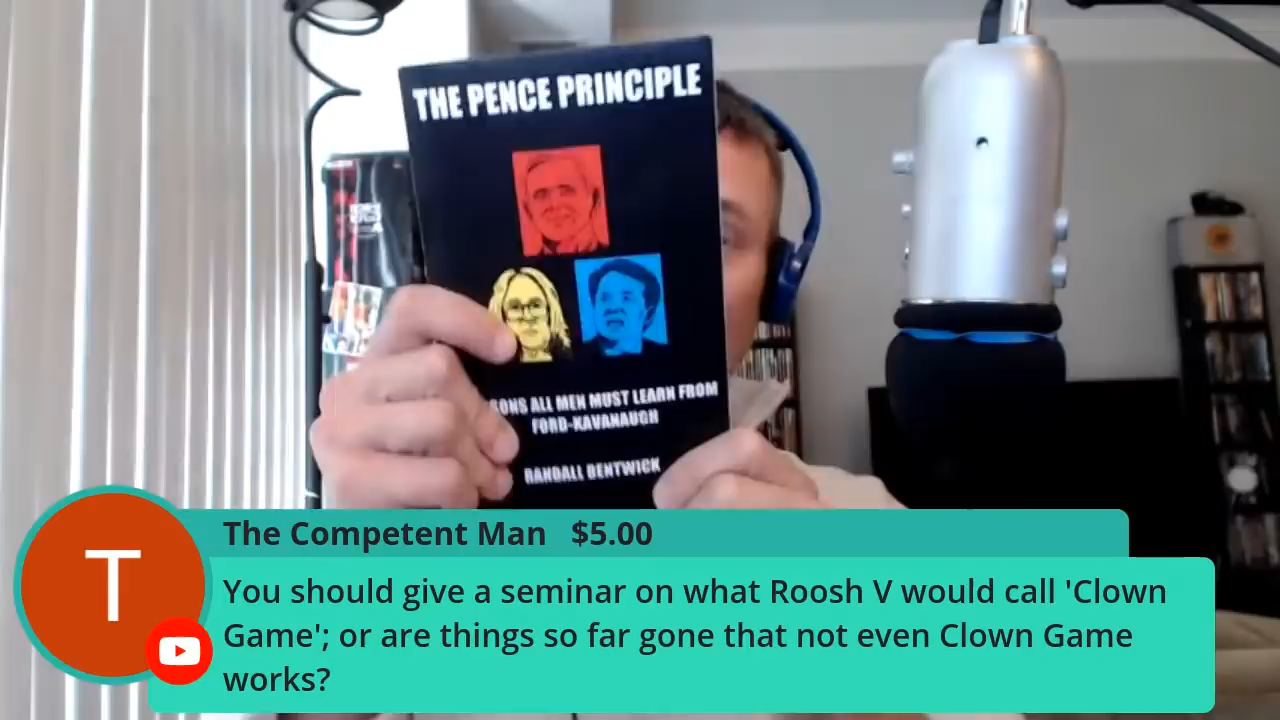 THE PENCE PRINCIPLE
ALL MEN MUST LEARN FROM
FORD-KAVANAUGH
RANDALL BENTWICK
The Competent Man $5.00
T
You should give a seminar on what Roosh V would call 'Clown
Game'; or are things so far gone that not even Clown Game
works?